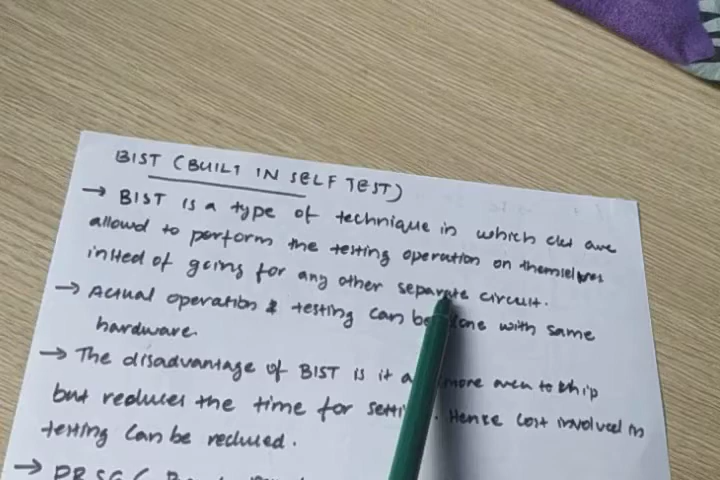 BIST (BUILT IN SELF TEST)
→ BIST is a type of technique in which ckt are
allowd to perform the testing operation on themselves
insted of going for any other separate circuit.
→ Actual operation & testing can be done with same
hardware.
→ The disadvantage of BIST is it a more area to chip
but reduces the time for Hence cost involved in
testing can be reduced.
→ PRSG (